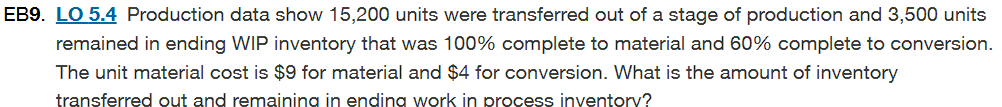 EB9. LO 5.4 Production data show 15,200 units were transferred out of a stage of production and 3,500 units
remained in ending WIP inventory that was 100% complete to material and 60% complete to conversion.
The unit material cost is $9 for material and $4 for conversion. What is the amount of inventory
transferred out and remaining in ending work in process inventory?